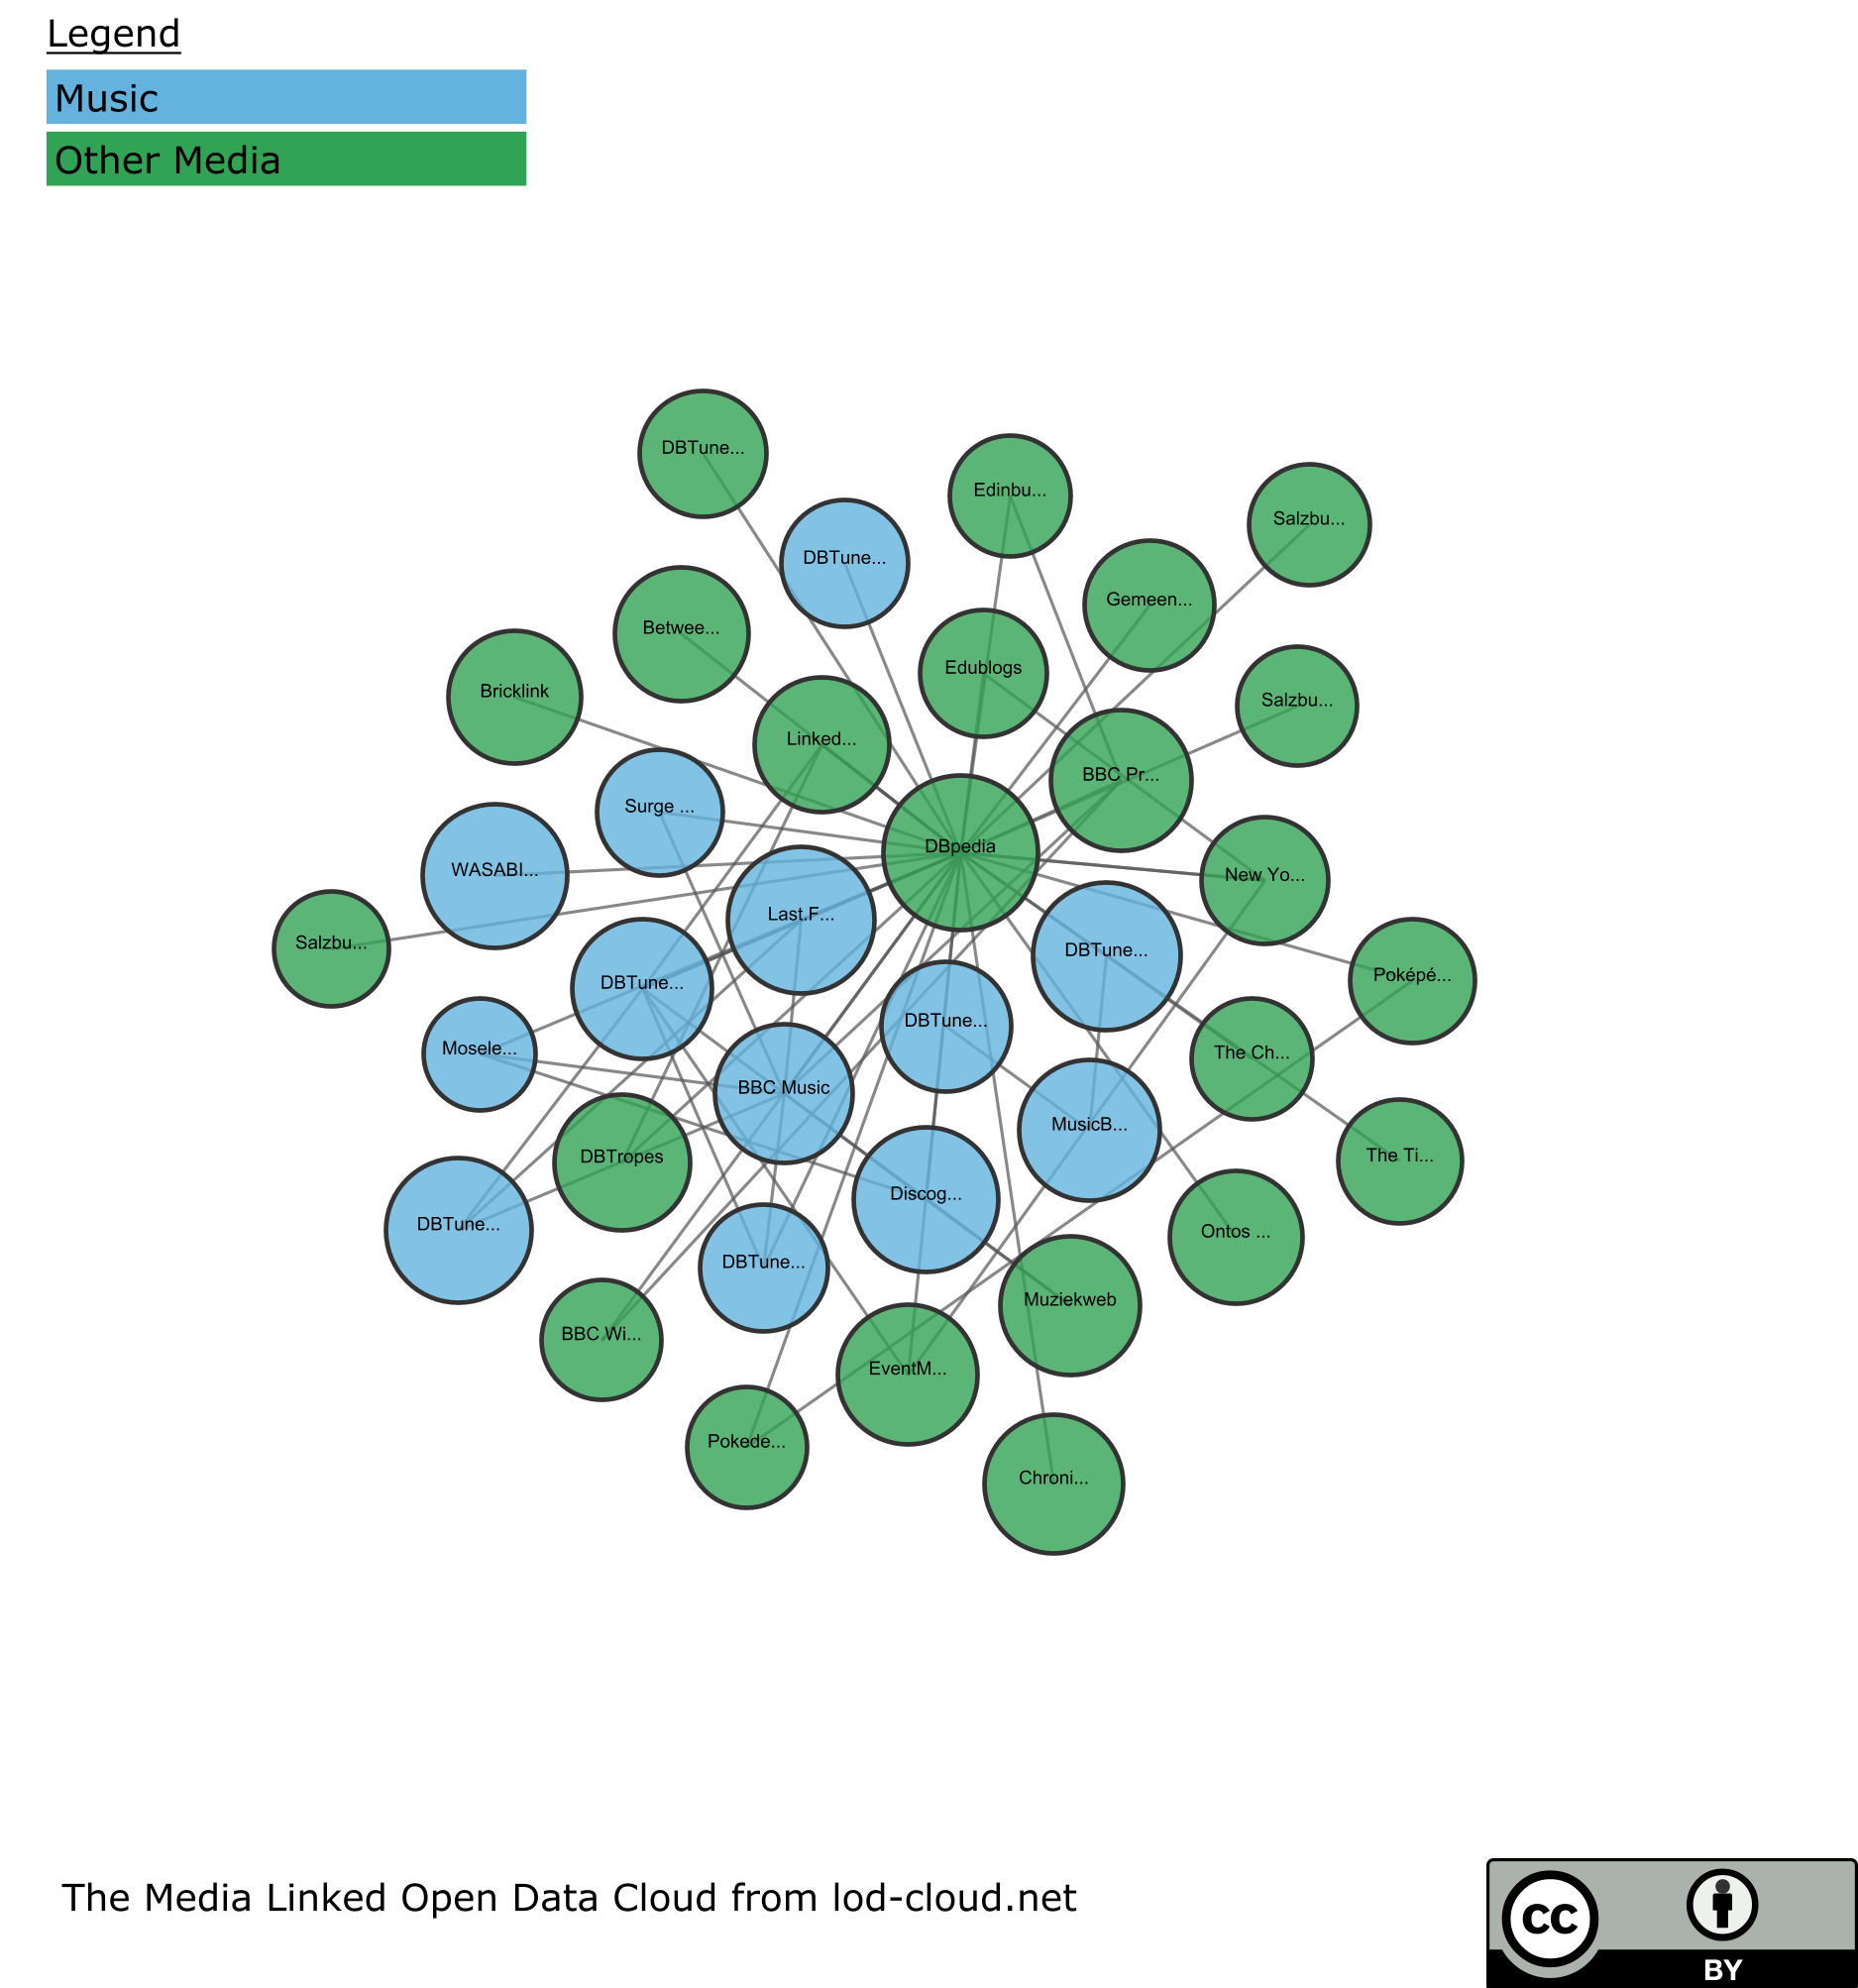 Legend
Music
Other Media
DBTune...
Edinbu...
Salzbu...
DBTune...
Gemeen...
Betwee...
Edublogs
Bricklink
Salzbu...
Linked...
BBC Pr...
Surge ...
DBpedia
WASABI...
New Yo...
Last.F...
Salzbu...
DBTune...
DBTune...
Poképé...
DBTune...
Mosele...
The Ch...
BBC Music
MusicB...
DBTropes
The Ti...
Discog...
DBTune...
Ontos ...
DBTune...
Muziekweb
BBC Wi...
EventM...
Pokede...
Chroni...
The Media Linked Open Data Cloud from lod-cloud.net
cc
BY